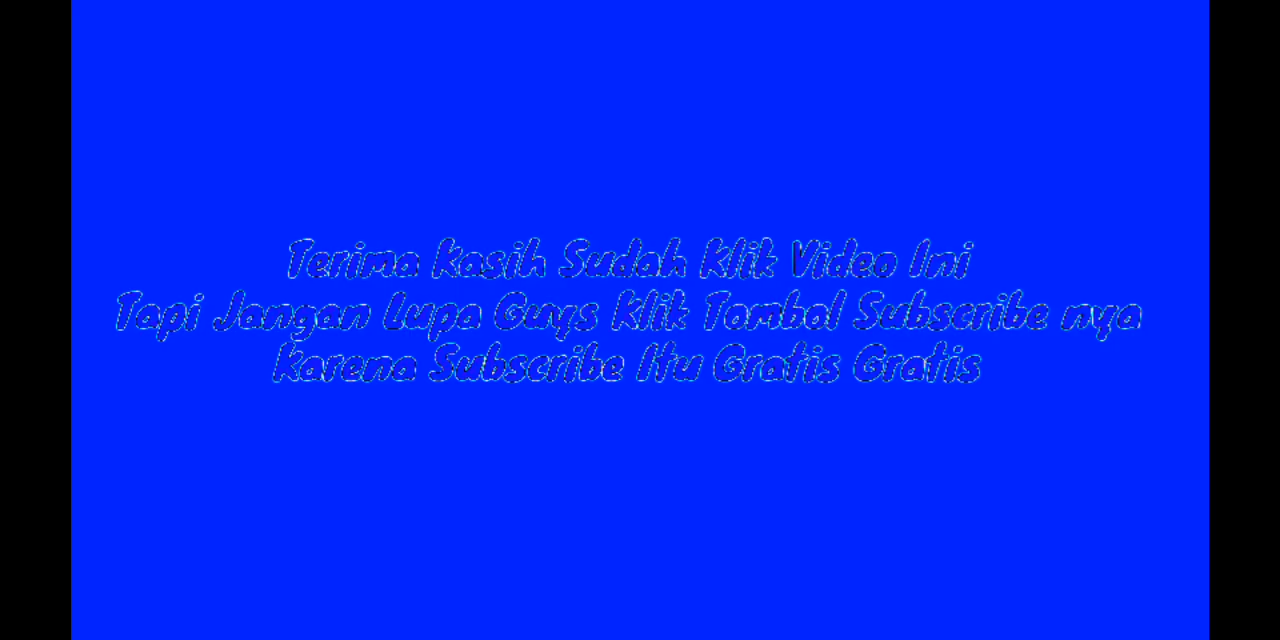 Terima Kasih Sudah Klik Video Ini
Tapi Jangan Lupa Guys Klik Tombol Subscribe nya
Karena Subscribe Itu Gratis Gratis